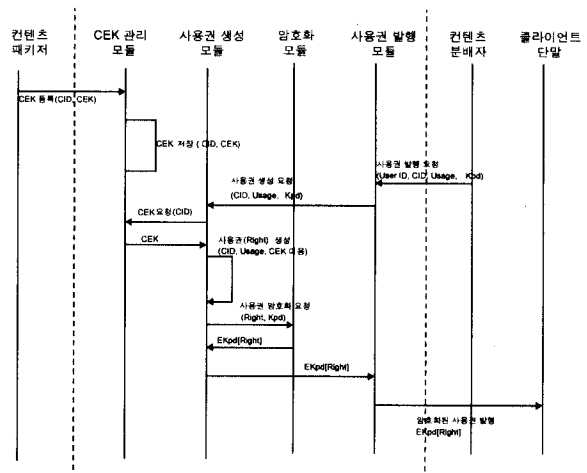 컨텐츠 패키저
CEK 관리 모듈
사용권 생성 모듈
암호화 모듈
사용권 발행 모듈
컨텐츠 분배자
클라이언트 단말
CEK 등록(CID, CEK)
CEK 저장 ( CID, CEK)
사용권 발행 요청
(User ID, CID, Usage, Kpd)
사용권 생성 요청
(CID, Usage, Kpd)
CEK요청(CID)
CEK
사용권(Right) 생성
(CID, Usage, CEK 이용)
사용권 암호화 요청
(Right, Kpd)
EKpd[Right]
EKpd[Right]
암호화된 사용권 발행
EKpd[Right]